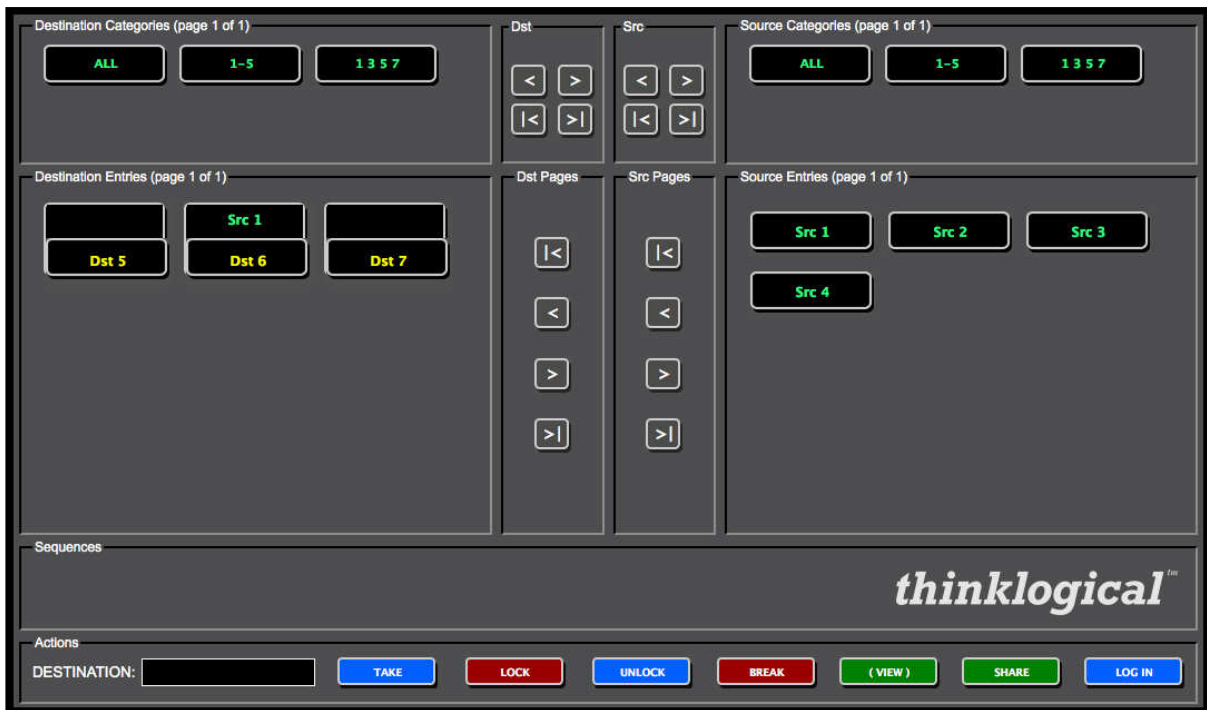 Destination Categories (page 1 of 1)
ALL
1-5
1 3 5 7
Dst
<
>
|<
>|
Src
<
>
|<
>|
Source Categories (page 1 of 1)
ALL
1-5
1 3 5 7
Destination Entries (page 1 of 1)
Src 1
Dst 5
Dst 6
Dst 7
Dst Pages
|<
<
>
>|
Src Pages
|<
<
>
>|
Source Entries (page 1 of 1)
Src 1
Src 2
Src 3
Src 4
Sequences
thinklogical™
Actions
DESTINATION:
TAKE
LOCK
UNLOCK
BREAK
( VIEW )
SHARE
LOG IN